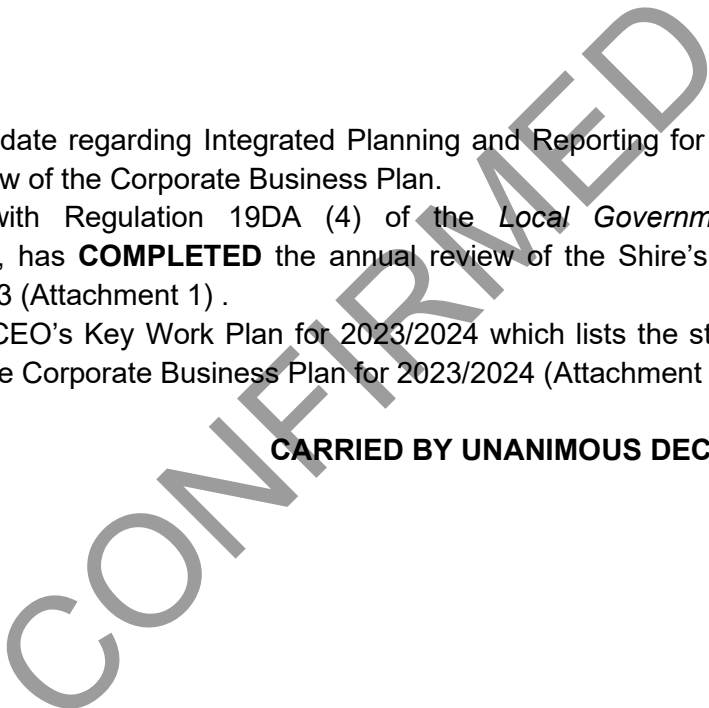 date regarding Integrated Planning and Reporting for
w of the Corporate Business Plan.
with Regulation 19DA (4) of the Local Governm
, has COMPLETED the annual review of the Shire’s
3 (Attachment 1) .
CEO’s Key Work Plan for 2023/2024 which lists the st
e Corporate Business Plan for 2023/2024 (Attachment
CARRIED BY UNANIMOUS DEC
CONFIRMED